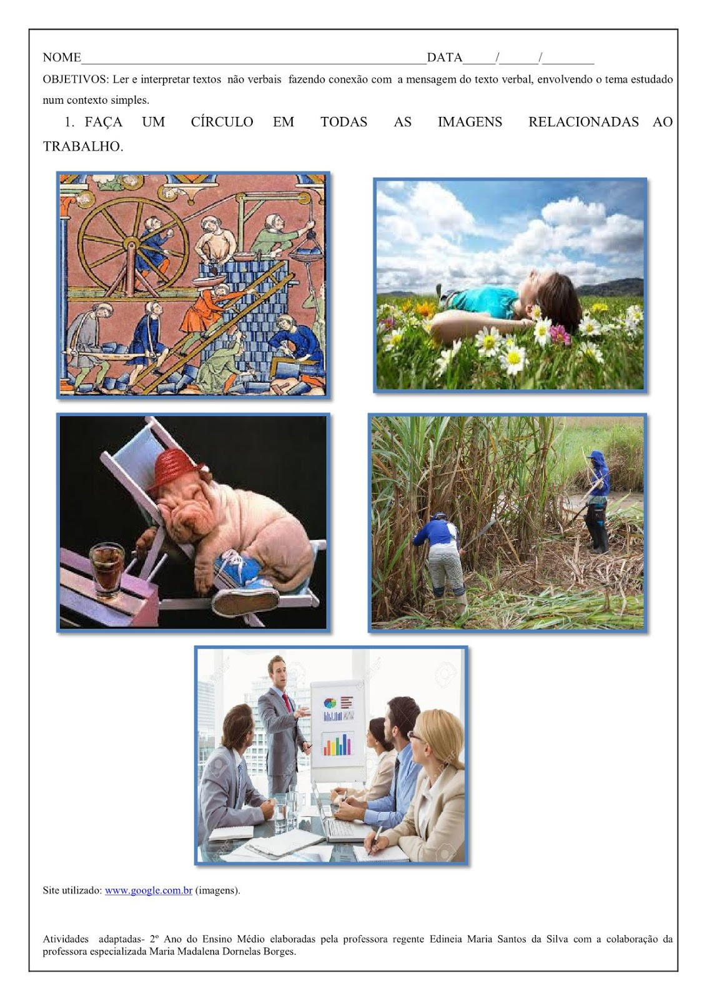 NOME____________________________________________________DATA_____/______/________
OBJETIVOS: Ler e interpretar textos não verbais fazendo conexão com a mensagem do texto verbal, envolvendo o tema estudado
num contexto simples.
1. FAÇA UM CÍRCULO EM TODAS AS IMAGENS RELACIONADAS AO
TRABALHO.
Site utilizado: www.google.com.br (imagens).
Atividades adaptadas- 2º Ano do Ensino Médio elaboradas pela professora regente Edineia Maria Santos da Silva com a colaboração da
professora especializada Maria Madalena Dornelas Borges.